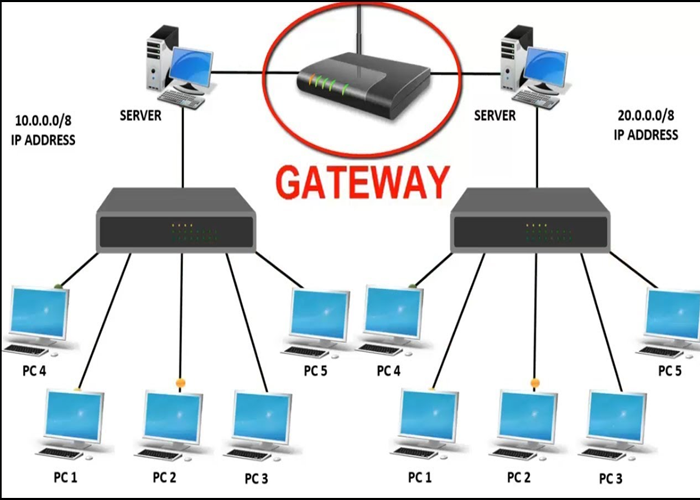 SERVER
SERVER
10.0.0.0/8
IP ADDRESS
20.0.0.0/8
IP ADDRESS
GATEWAY
PC 4
PC 5
PC 4
PC 5
PC 1
PC 2
PC 3
PC 1
PC 2
PC 3